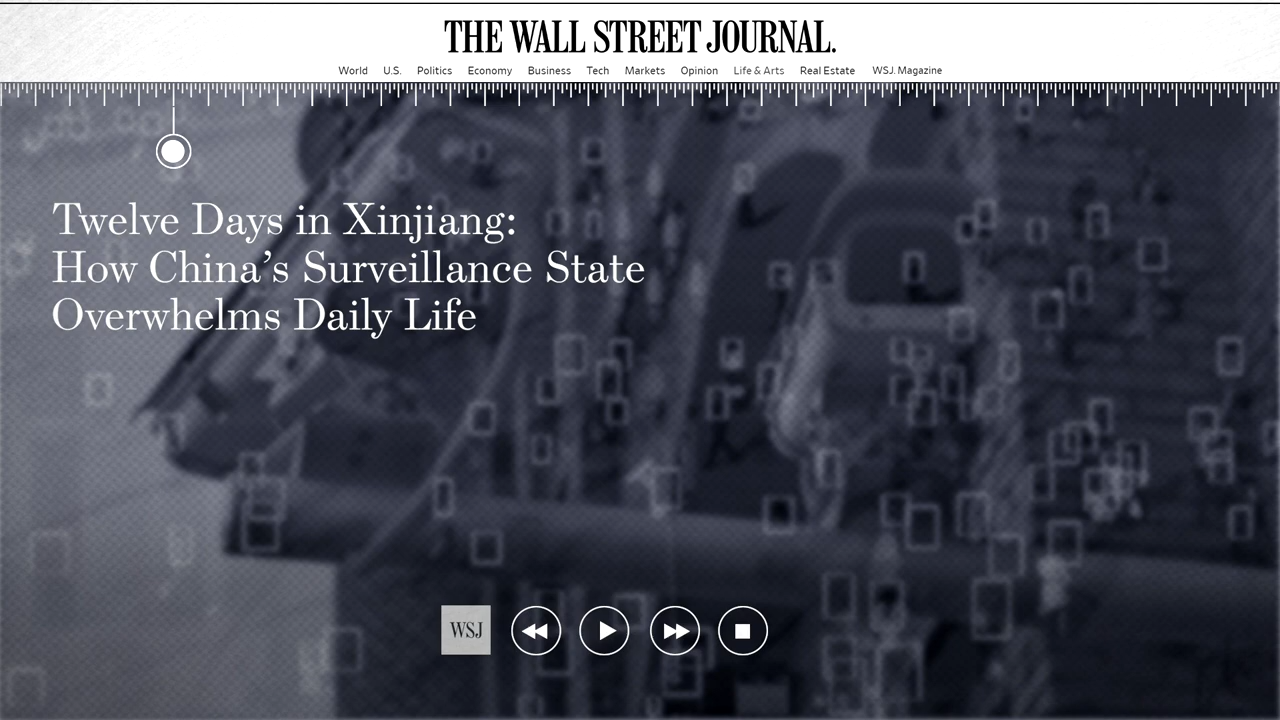 THE WALL STREET JOURNAL.
World U.S. Politics Economy Business Tech Markets Opinion Life & Arts Real Estate WSJ. Magazine
Twelve Days in Xinjiang:
How China’s Surveillance State
Overwhelms Daily Life
WSJ